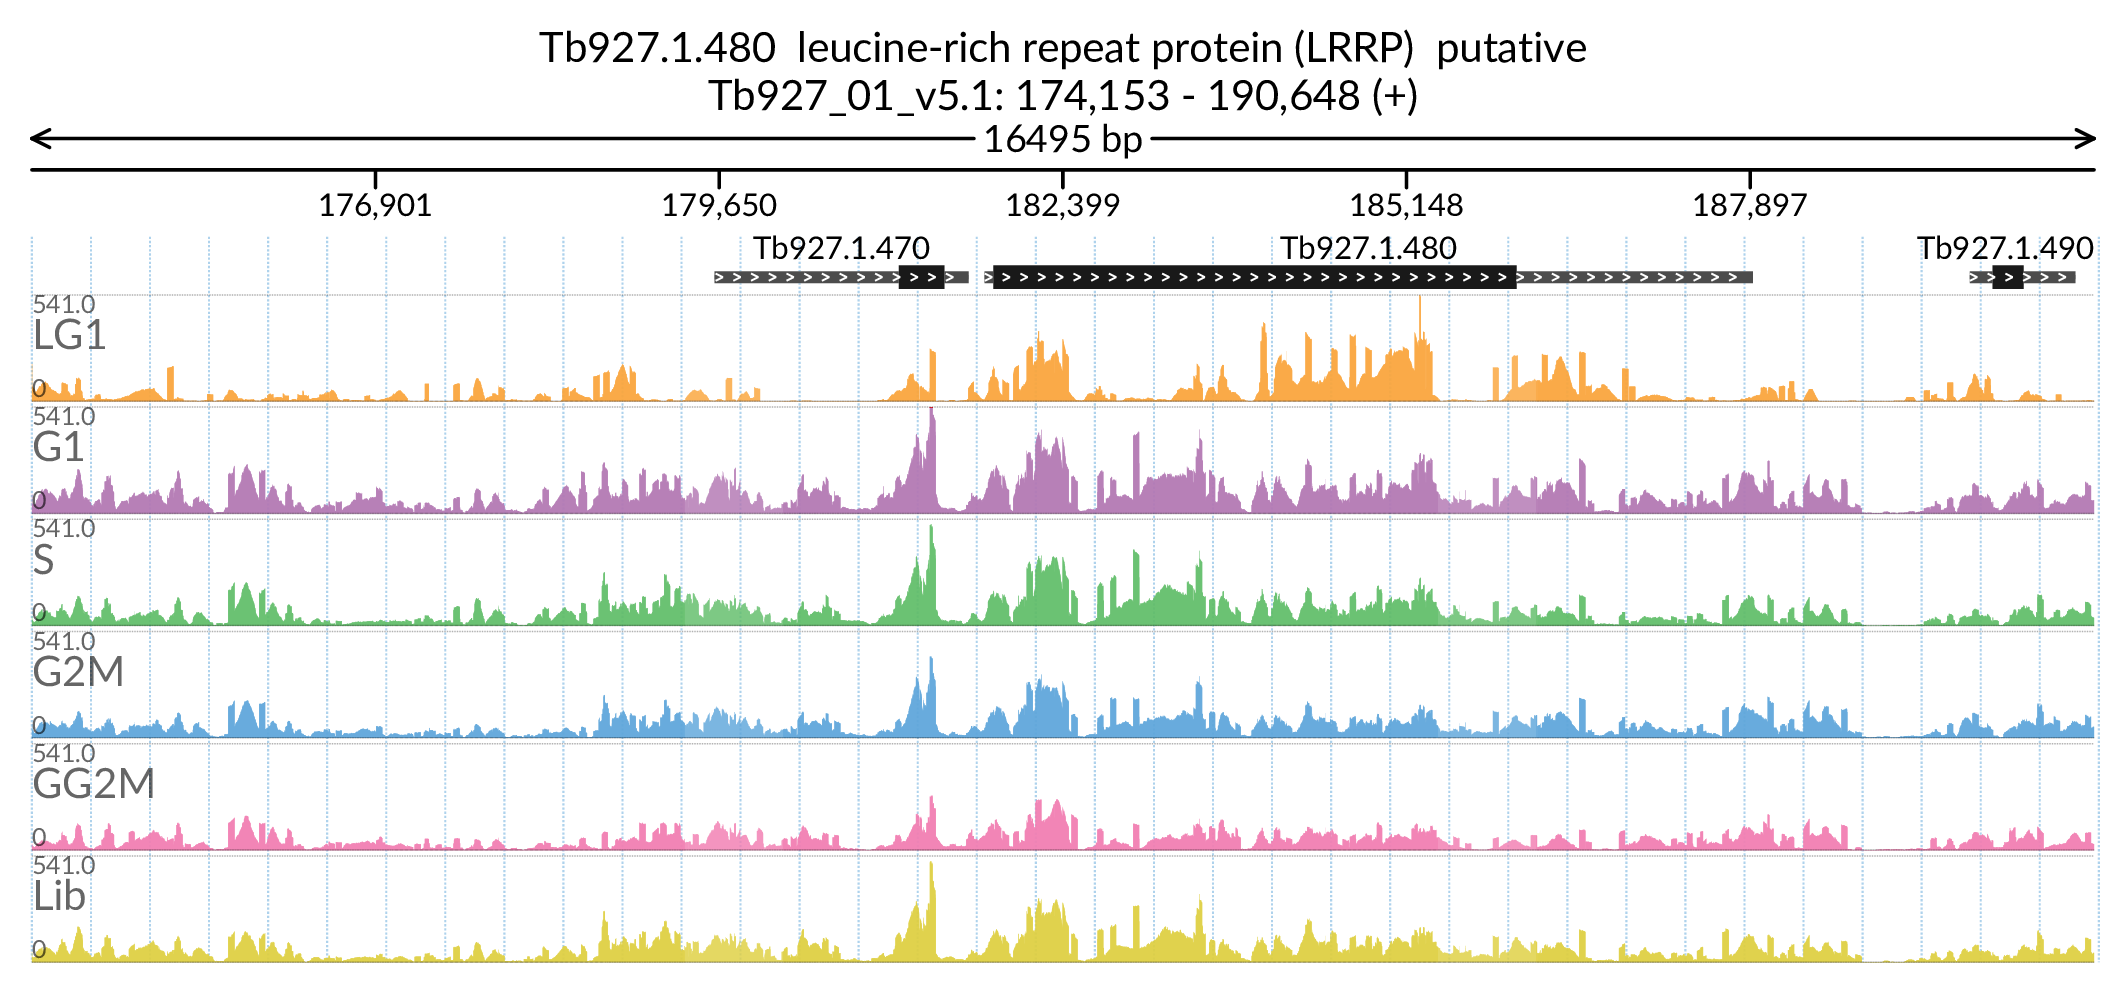 Tb927.1.480 leucine-rich repeat protein (LRRP) putative
Tb927_01_v5.1: 174,153 - 190,648 (+)
16495 bp
176,901 179,650 182,399 185,148 187,897
Tb927.1.470 Tb927.1.480 Tb927.1.490
541.0
LG1
0
541.0
G1
0
541.0
S
0
541.0
G2M
0
541.0
GG2M
0
541.0
Lib
0